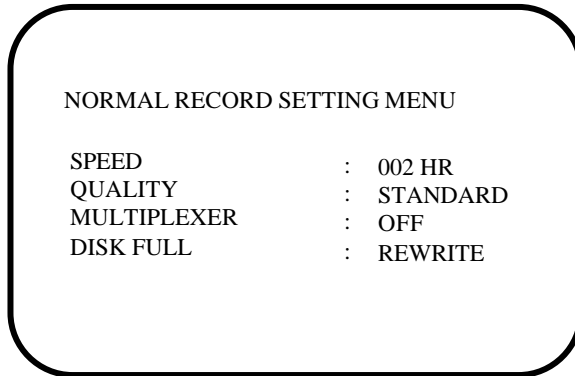 NORMAL RECORD SETTING MENU
SPEED : 002 HR
QUALITY : STANDARD
MULTIPLEXER : OFF
DISK FULL : REWRITE